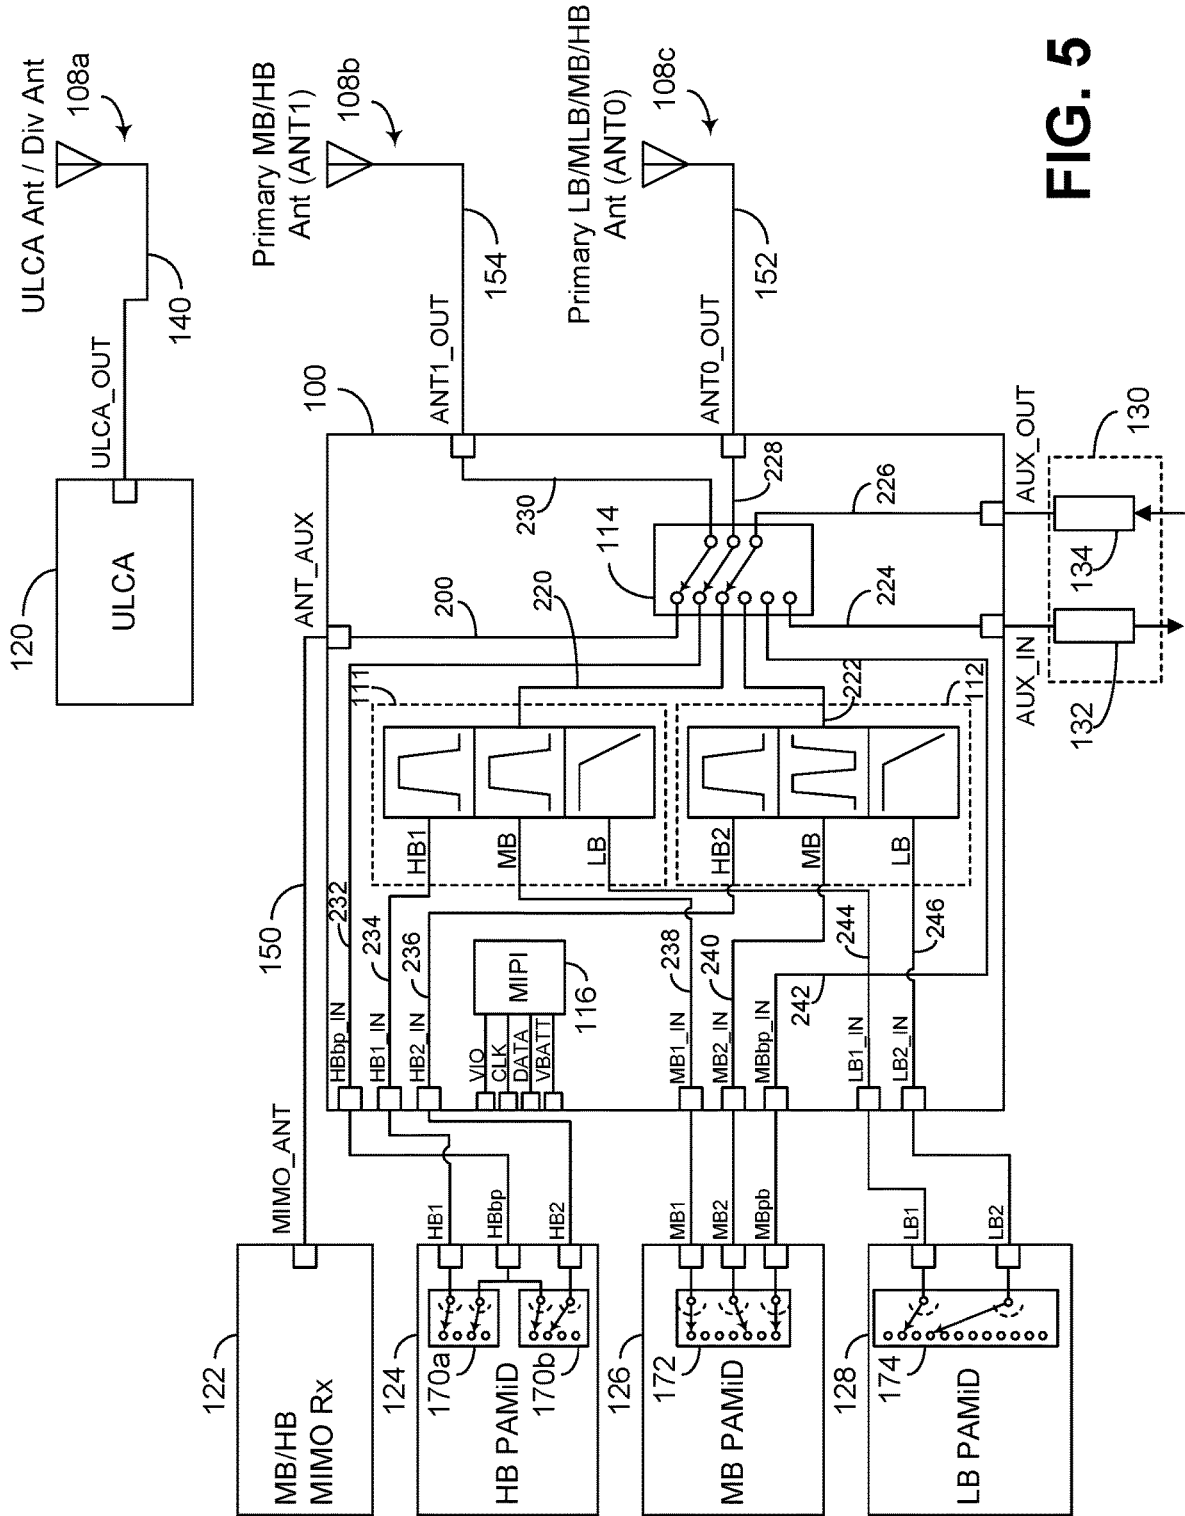 ULCA Ant / Div Ant
108a
140
ULCA_OUT
120
ULCA
Primary MB/HB
Ant (ANT1)
108b
154
ANT1_OUT
Primary LB/MLB/MB/HB
Ant (ANT0)
108c
152
ANT0_OUT
100
ANT_AUX
114
200
220
230
228
226
224
AUX_OUT
AUX_IN
130
134
132
111
112
222
HB1
MB
LB
HB2
MB
LB
150
232
234
236
238
240
242
244
246
MIPI
116
VIO
CLK
DATA
VBATT
HBbp_IN
HB1_IN
HB2_IN
MB1_IN
MB2_IN
MBbp_IN
LB1_IN
LB2_IN
MIMO_ANT
HB1
HBbp
HB2
MB1
MB2
MBpb
LB1
LB2
122
MB/HB
MIMO Rx
124
170a
170b
HB PAMiD
126
172
MB PAMiD
128
174
LB PAMiD
FIG. 5